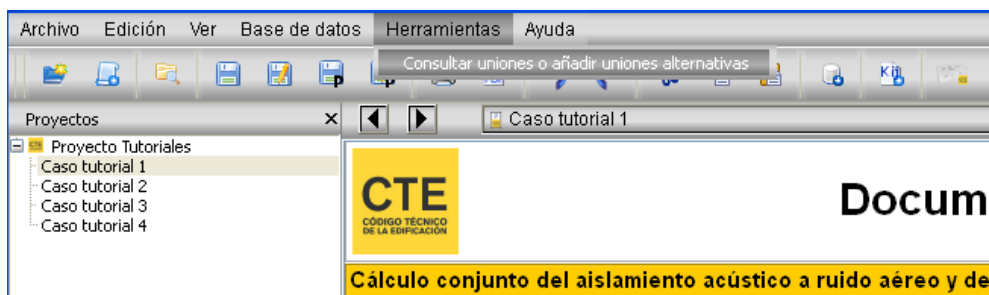 Archivo Edición Ver Base de datos Herramientas Ayuda
Consultar uniones o añadir uniones alternativas
Kit
Proyectos
Caso tutorial 1
Proyecto Tutoriales
Caso tutorial 1
Caso tutorial 2
Caso tutorial 3
Caso tutorial 4
CTE
CÓDIGO TÉCNICO
DE LA EDIFICACIÓN
Docum
Cálculo conjunto del aislamiento acústico a ruido aéreo y de